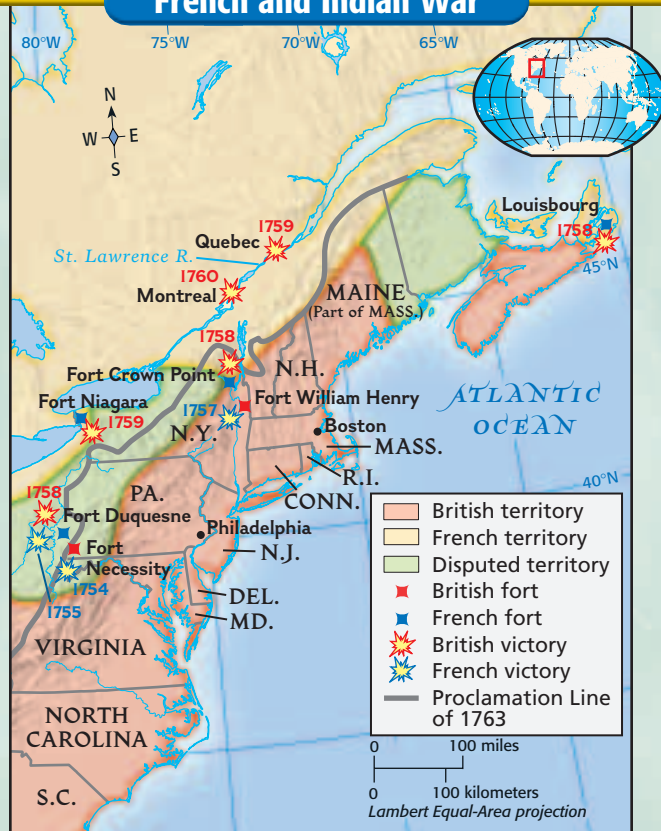 French and Indian War
80°W
75°W
70°W
65°W
N
W
E
S
Louisbourg
1758
45°N
1759
Quebec
St. Lawrence R.
1760
Montreal
MAINE
(Part of MASS.)
1758
Fort Crown Point
N.H.
Fort Niagara
1759
1757
Fort William Henry
N.Y.
Boston
MASS.
R.I.
CONN.
ATLANTIC
OCEAN
40°N
1758
PA.
Fort Duquesne
Philadelphia
Fort
Necessity
N.J.
1754
1755
DEL.
MD.
VIRGINIA
NORTH
CAROLINA
S.C.
British territory
French territory
Disputed territory
British fort
French fort
British victory
French victory
Proclamation Line
of 1763
0
100 miles
0
100 kilometers
Lambert Equal-Area projection